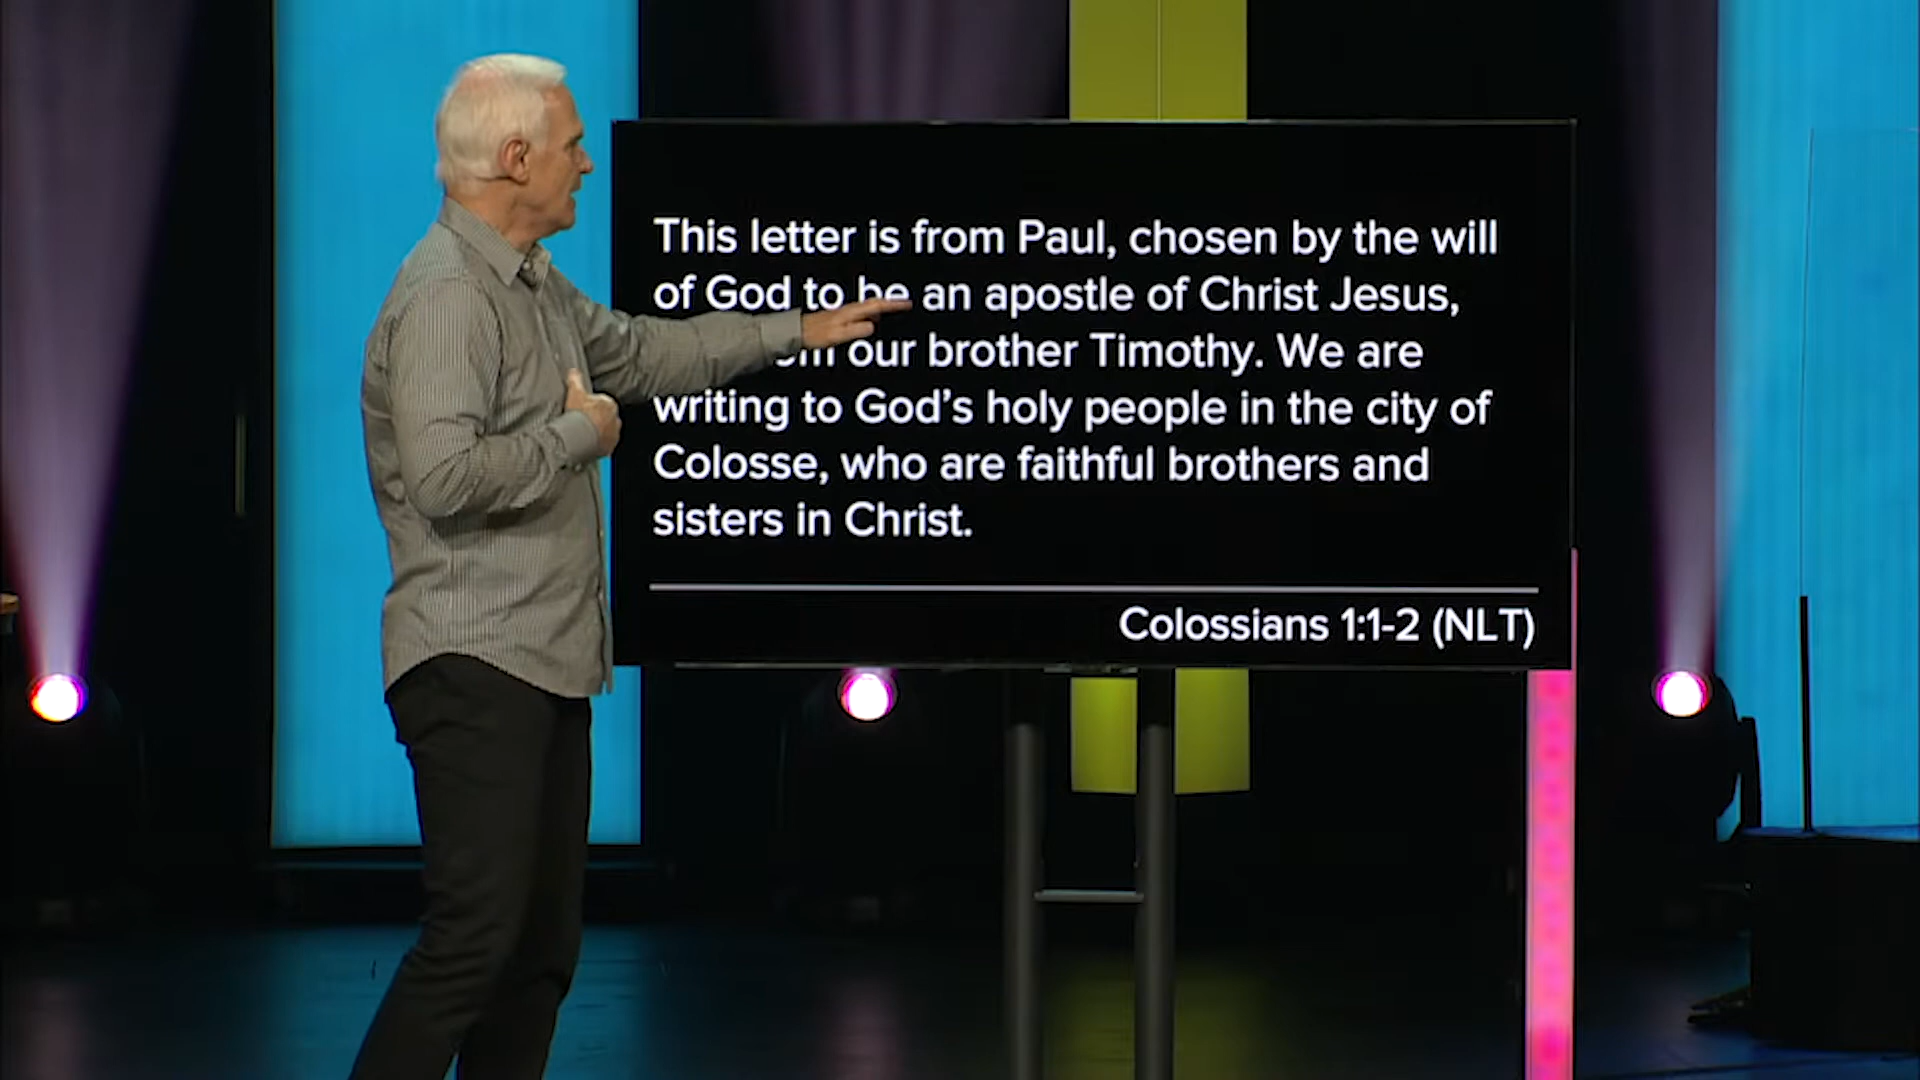 This letter is from Paul, chosen by the will
of God to be an apostle of Christ Jesus,
our brother Timothy. We are
writing to God's holy people in the city of
Colosse, who are faithful brothers and
sisters in Christ.
Colossians 1:1-2 (NLT)